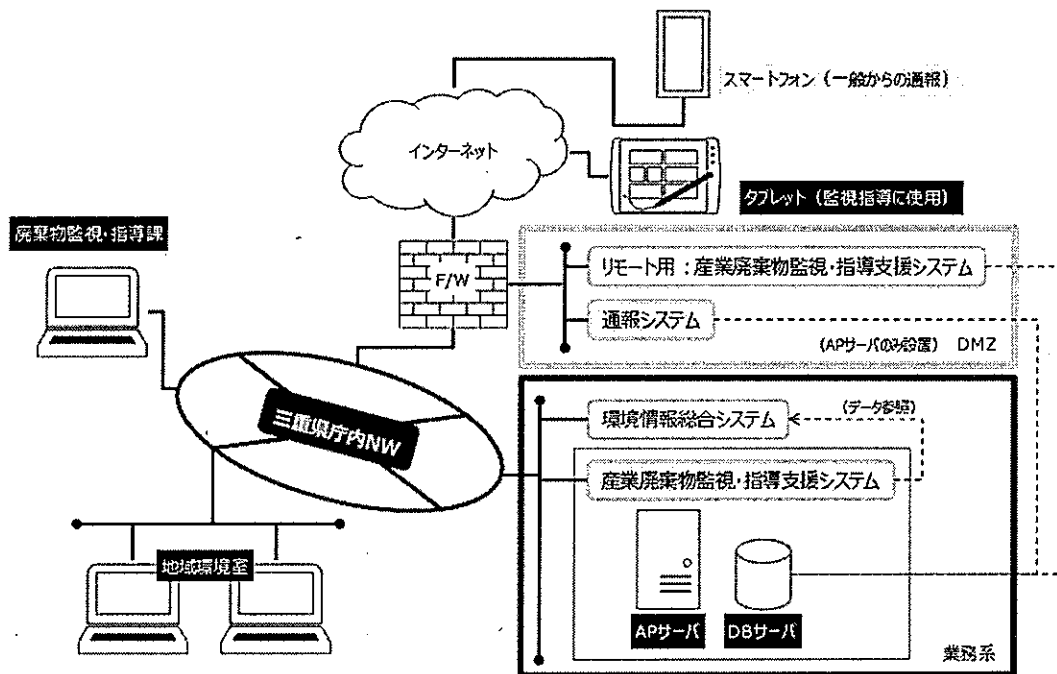 スマートフォン（一般からの通報）
インターネット
タブレット（監視指導に使用）
廃棄物監視・指導課
F/W
リモート用：産業廃棄物監視・指導支援システム
通報システム
（APサーバのみ設置） DMZ
三重県庁内NW
環境情報総合システム
（データ参照）
産業廃棄物監視・指導支援システム
地域環境室
APサーバ
DBサーバ
業務系